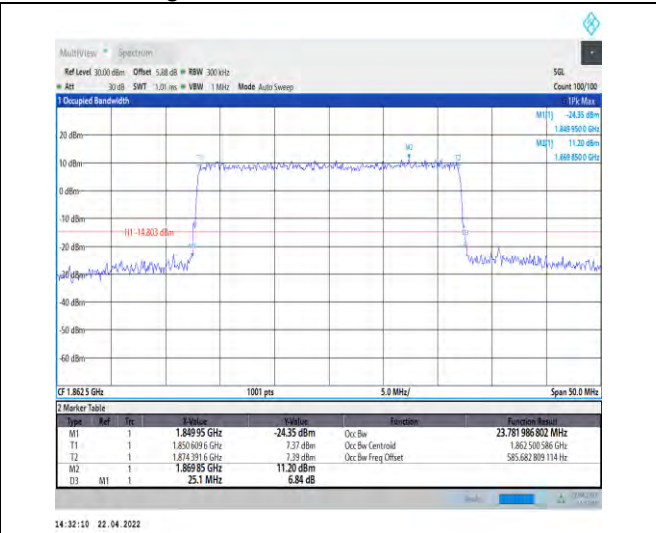 MultiView Spectrum
Ref Level 30.00 dBm Offset 5.88 dB RBW 300 kHz SGL
Att 30 dB SWT 1.01 ms VBW 1 MHz Mode Auto Sweep Count 100/100
1 Occupied Bandwidth 1Pk Max
M1[1] -24.35 dBm
1.849 950 0 GHz
M2[1] 11.20 dBm
1.869 850 0 GHz
20 dBm
M2
T2
10 dBm
0 dBm
-10 dBm
H1 -14.803 dBm
-20 dBm
-30 dBm
-40 dBm
-50 dBm
-60 dBm
CF 1.862 5 GHz 1001 pts 5.0 MHz/ Span 50.0 MHz
2 Marker Table
Type Ref Trc X-Value Y-Value Function Function Result
M1 1 1.849 95 GHz -24.35 dBm Occ Bw 23.781 986 802 MHz
T1 1 1.850 609 6 GHz 7.37 dBm Occ Bw Centroid 1.862 500 586 GHz
T2 1 1.874 391 6 GHz 7.39 dBm Occ Bw Freq Offset 585.682 809 114 Hz
M2 1 1.869 85 GHz 11.20 dBm
D3 M1 1 25.1 MHz 6.84 dB
14:32:10 22.04.2022